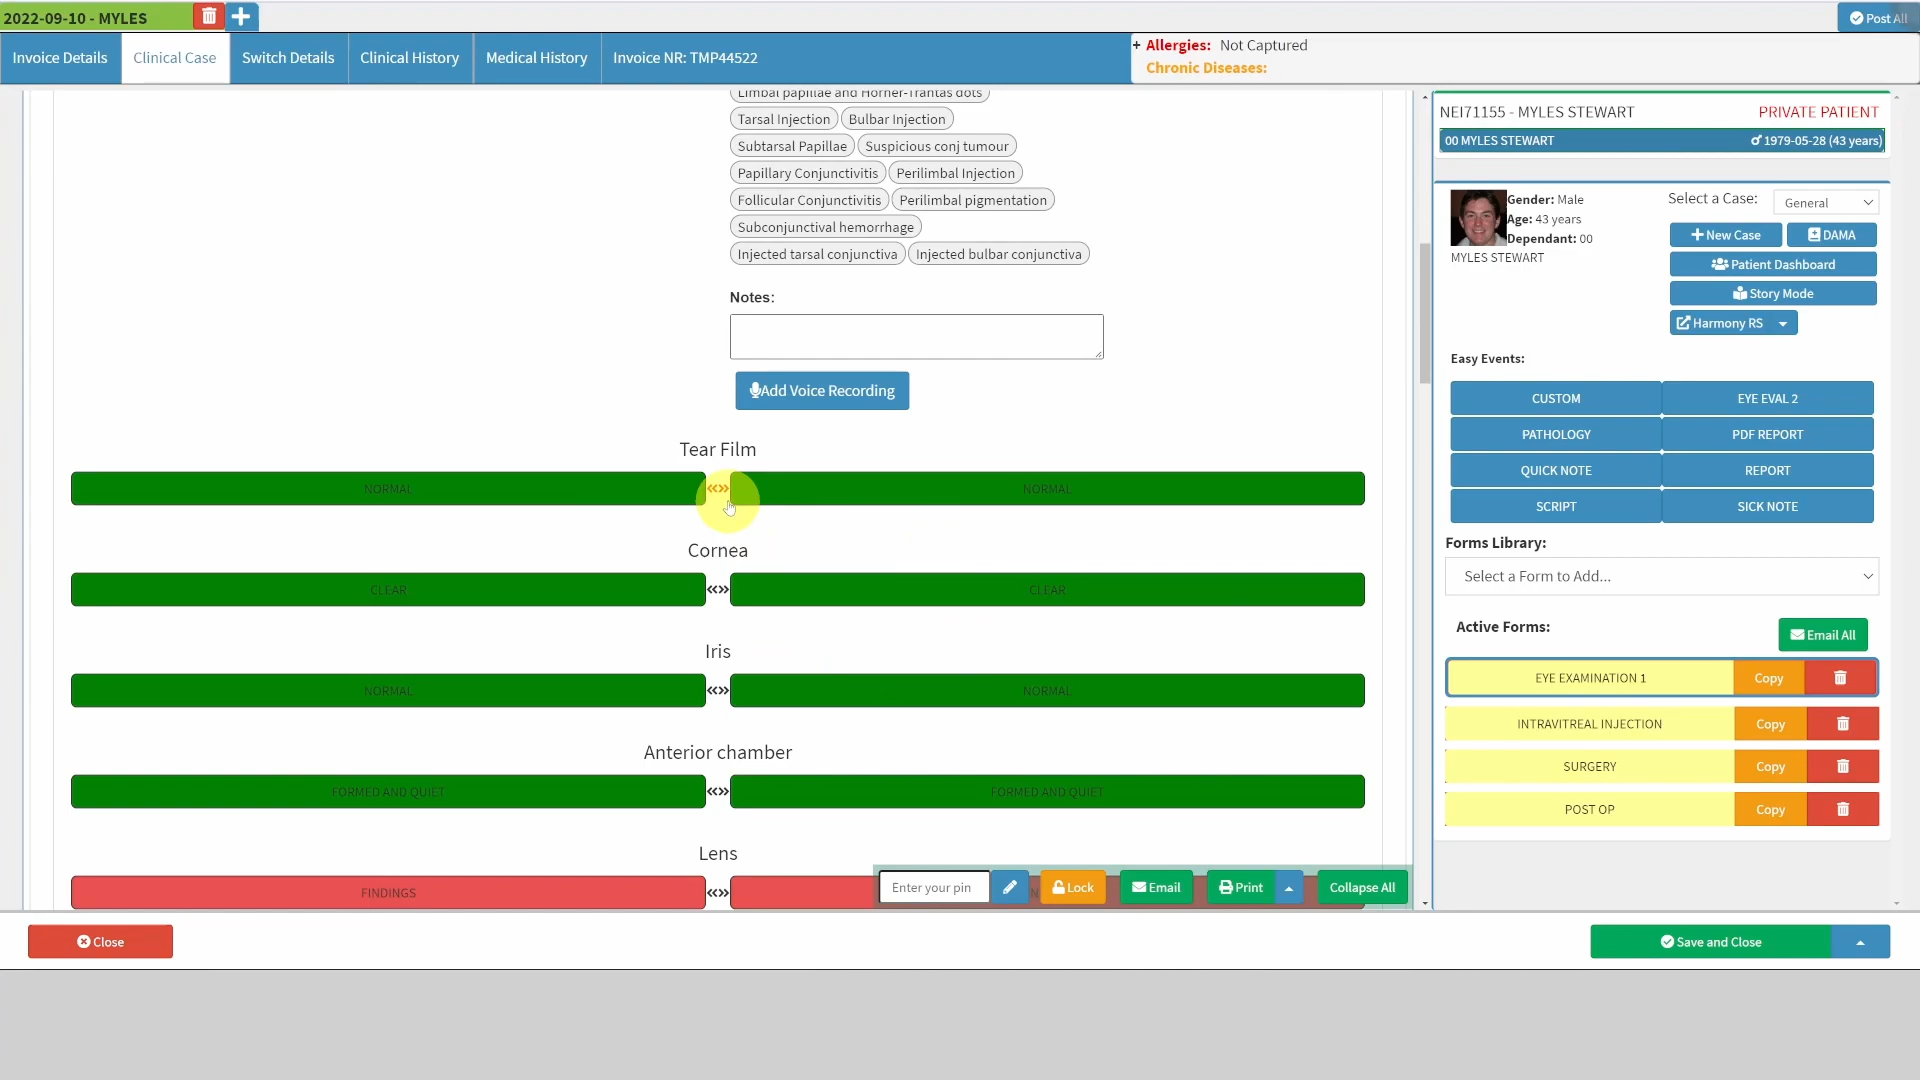 2022-09-10 - MYLES
Post All
Invoice Details Clinical Case Switch Details Clinical History Medical History Invoice NR: TMP44522
+ Allergies: Not Captured
Chronic Diseases:
Limbal papillae and Horner-Trantas dots
Tarsal Injection Bulbar Injection
Subtarsal Papillae Suspicious conj tumour
Papillary Conjunctivitis Perilimbal Injection
Follicular Conjunctivitis Perilimbal pigmentation
Subconjunctival hemorrhage
Injected tarsal conjunctiva Injected bulbar conjunctiva
Notes:
Add Voice Recording
Tear Film
NORMAL NORMAL
Cornea
CLEAR CLEAR
Iris
NORMAL NORMAL
Anterior chamber
FORMED AND QUIET FORMED AND QUIET
Lens
FINDINGS
Enter your pin Lock Email Print Collapse All
Close
NEI71155 - MYLES STEWART PRIVATE PATIENT
00 MYLES STEWART 1979-05-28 (43 years)
Gender: Male
Age: 43 years
Dependant: 00
MYLES STEWART
Select a Case: General
New Case DAMA
Patient Dashboard
Story Mode
Harmony RS
Easy Events:
CUSTOM EYE EVAL 2
PATHOLOGY PDF REPORT
QUICK NOTE REPORT
SCRIPT SICK NOTE
Forms Library:
Select a Form to Add...
Active Forms:
Email All
EYE EXAMINATION 1 Copy
INTRAVITREAL INJECTION Copy
SURGERY Copy
POST OP Copy
Save and Close